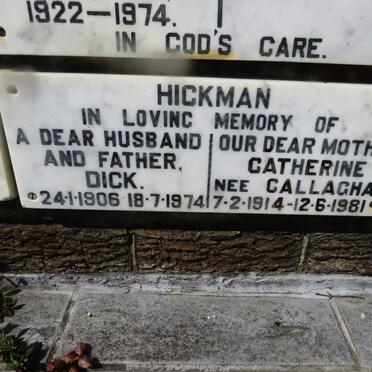 1922-1974.
IN GOD'S CARE.
HICKMAN
IN LOVING MEMORY OF
A DEAR HUSBAND
AND FATHER,
DICK.
24·1·1906 18·7·1974
OUR DEAR MOTH
CATHERINE
NEE CALLAGHA
7·2·1914-12·6·1981